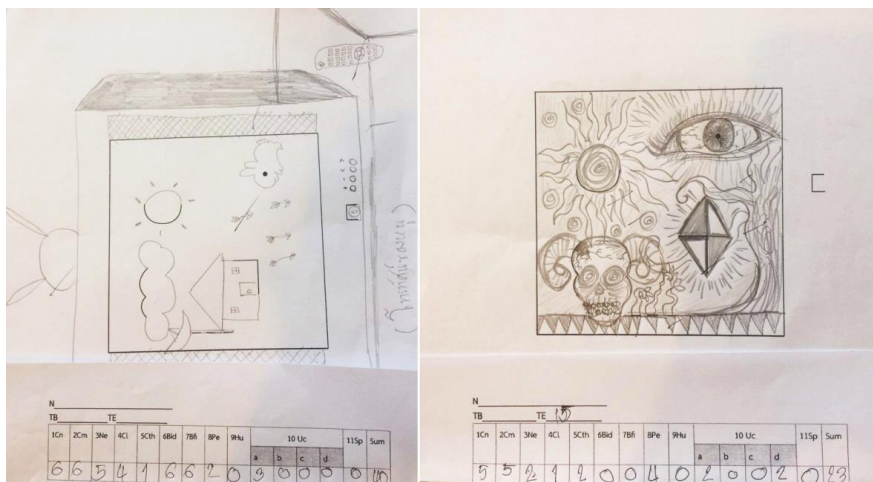 N
TB TE
1Cn 2Cm 3Ne 4Cl 5Cth 6Bid 7Bfi 8Pe 9Hu 10 Uc 11Sp Sum
a b c d
6 6 5 4 1 6 6 2 0 3 0 0 0 0
N
TB TE
1Cn 2Cm 3Ne 4Cl 5Cth 6Bid 7Bfi 8Pe 9Hu 10 Uc 11Sp Sum
a b c d
5 5 2 1 2 0 0 4 0 2 0 0 2 0 23